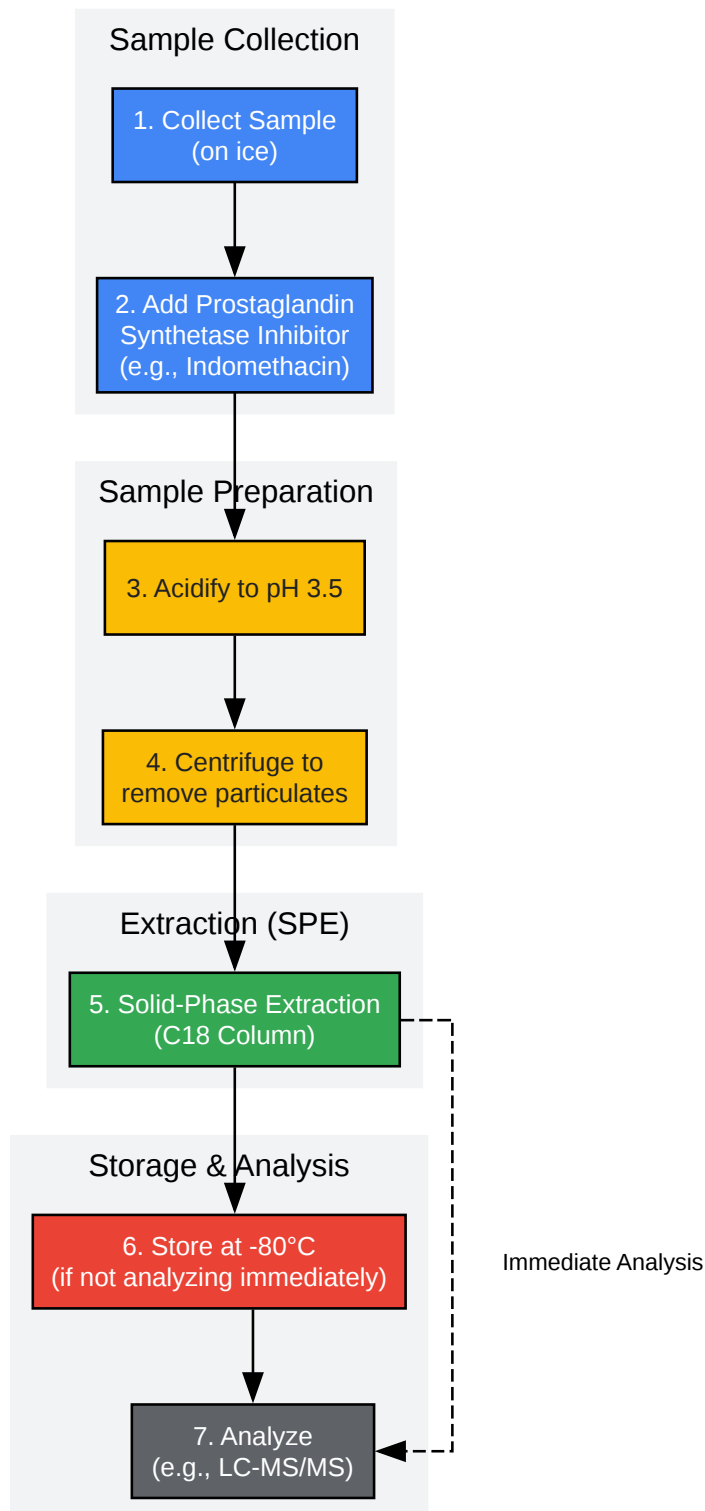 Sample Collection
1. Collect Sample
(on ice)
2. Add Prostaglandin
Synthetase Inhibitor
(e.g., Indomethacin)
Sample Preparation
3. Acidify to pH 3.5
4. Centrifuge to
remove particulates
Extraction (SPE)
5. Solid-Phase Extraction
(C18 Column)
Storage & Analysis
6. Store at -80°C
(if not analyzing immediately)
Immediate Analysis
7. Analyze
(e.g., LC-MS/MS)